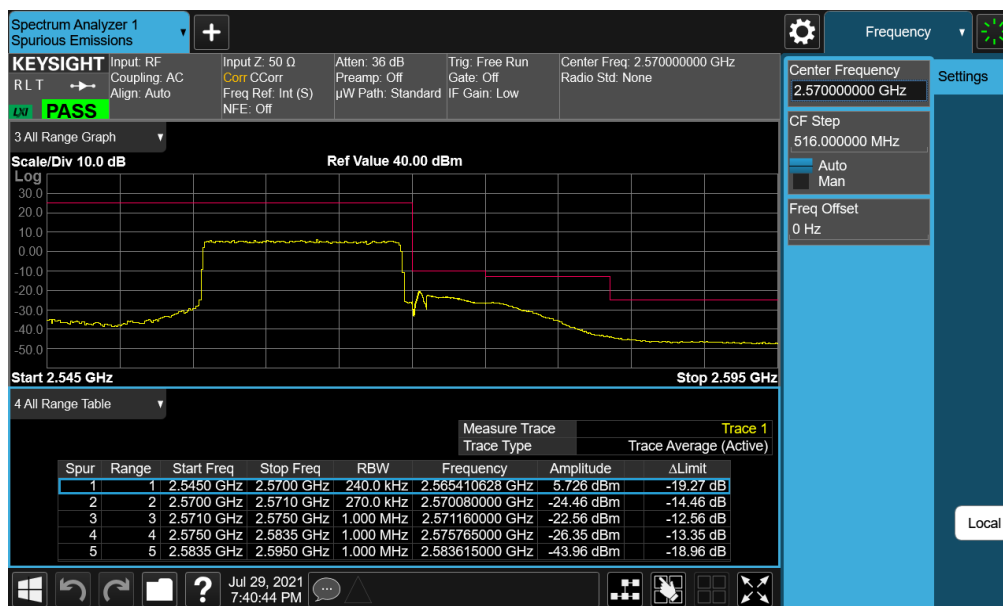 Spectrum Analyzer 1
Spurious Emissions
Frequency
KEYSIGHT
RLT
LXI
PASS
Input: RF
Coupling: AC
Align: Auto
Input Z: 50 Ω
Corr CCorr
Freq Ref: Int (S)
NFE: Off
Atten: 36 dB
Preamp: Off
µW Path: Standard
Trig: Free Run
Gate: Off
IF Gain: Low
Center Freq: 2.570000000 GHz
Radio Std: None
Center Frequency
2.570000000 GHz
Settings
CF Step
516.000000 MHz
Auto
Man
Freq Offset
0 Hz
3 All Range Graph
Scale/Div 10.0 dB Ref Value 40.00 dBm
Log
30.0
20.0
10.0
0.00
-10.0
-20.0
-30.0
-40.0
-50.0
Start 2.545 GHz Stop 2.595 GHz
4 All Range Table
Measure Trace Trace 1
Trace Type Trace Average (Active)
Spur Range Start Freq Stop Freq RBW Frequency Amplitude ΔLimit
1 1 2.5450 GHz 2.5700 GHz 240.0 kHz 2.565410628 GHz 5.726 dBm -19.27 dB
2 2 2.5700 GHz 2.5710 GHz 270.0 kHz 2.570080000 GHz -24.46 dBm -14.46 dB
3 3 2.5710 GHz 2.5750 GHz 1.000 MHz 2.571160000 GHz -22.56 dBm -12.56 dB
4 4 2.5750 GHz 2.5835 GHz 1.000 MHz 2.575765000 GHz -26.35 dBm -13.35 dB
5 5 2.5835 GHz 2.5950 GHz 1.000 MHz 2.583615000 GHz -43.96 dBm -18.96 dB
Local
Jul 29, 2021
7:40:44 PM